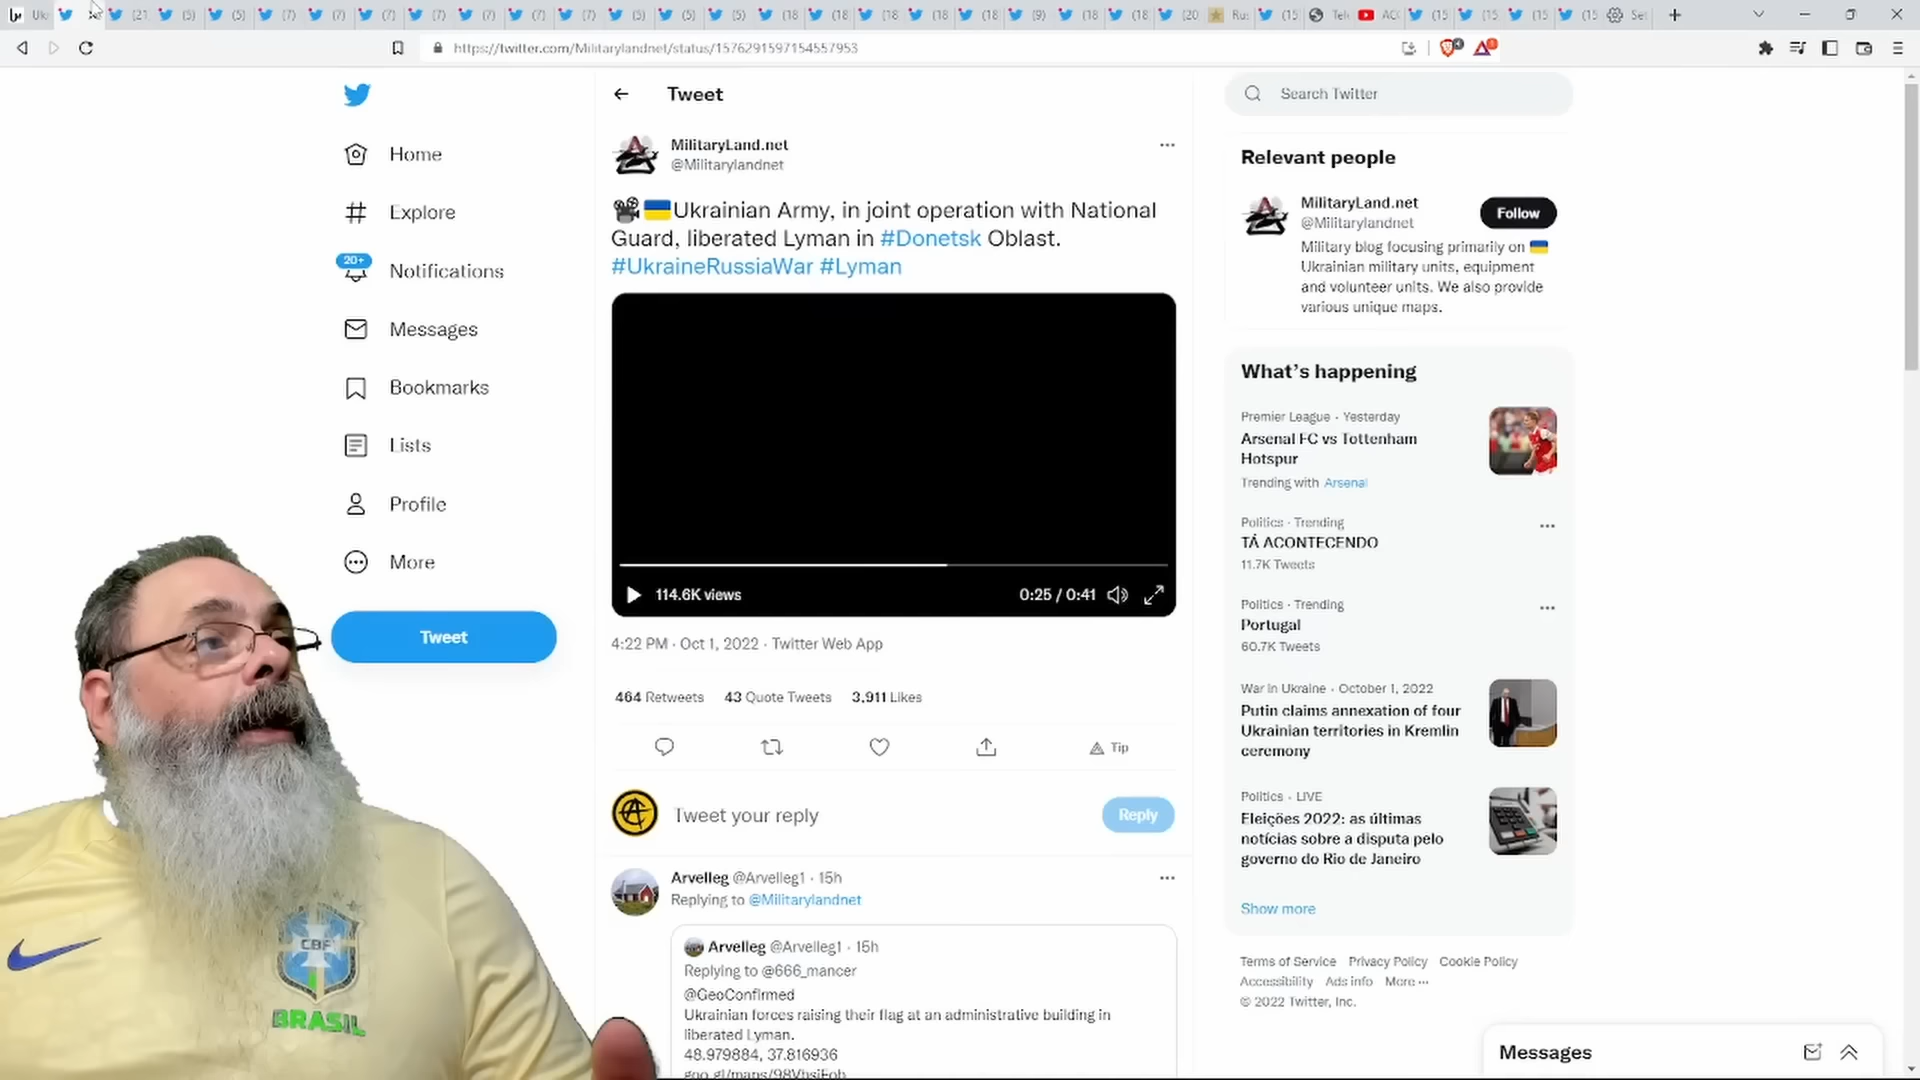 https://twitter.com/Militarylandnet/status/1576291597154557953
Home
Explore
20+
Notifications
Messages
Bookmarks
Lists
Profile
More
Tweet
Tweet
MilitaryLand.net
@Militarylandnet
Ukrainian Army, in joint operation with National
Guard, liberated Lyman in #Donetsk Oblast.
#UkraineRussiaWar #Lyman
114.6K views
0:25 / 0:41
4:22 PM · Oct 1, 2022 · Twitter Web App
464 Retweets 43 Quote Tweets 3,911 Likes
Tip
Tweet your reply
Reply
Arvelleg @Arvelleg1 · 15h
Replying to @Militarylandnet
Arvelleg @Arvelleg1 · 15h
Replying to @666_mancer
@GeoConfirmed
Ukrainian forces raising their flag at an administrative building in
liberated Lyman.
48.979884, 37.816936
Search Twitter
Relevant people
MilitaryLand.net
@Militarylandnet
Follow
Military blog focusing primarily on
Ukrainian military units, equipment
and volunteer units. We also provide
various unique maps.
What's happening
Premier League · Yesterday
Arsenal FC vs Tottenham
Hotspur
Trending with Arsenal
Politics · Trending
TÁ ACONTECENDO
11.7K Tweets
Politics · Trending
Portugal
60.7K Tweets
War in Ukraine · October 1, 2022
Putin claims annexation of four
Ukrainian territories in Kremlin
ceremony
Politics · LIVE
Eleições 2022: as últimas
notícias sobre a disputa pelo
governo do Rio de Janeiro
Show more
Terms of Service Privacy Policy Cookie Policy
Accessibility Ads info More ···
© 2022 Twitter, Inc.
Messages
CBF
BRASIL